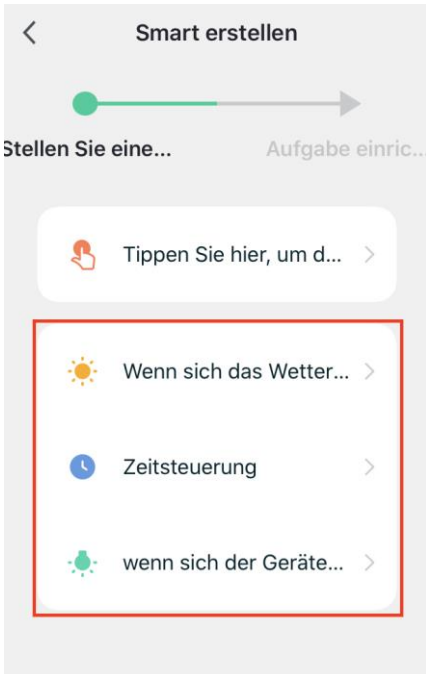 Smart erstellen
Stellen Sie eine... Aufgabe einric...
Tippen Sie hier, um d...
Wenn sich das Wetter...
Zeitsteuerung
wenn sich der Geräte...